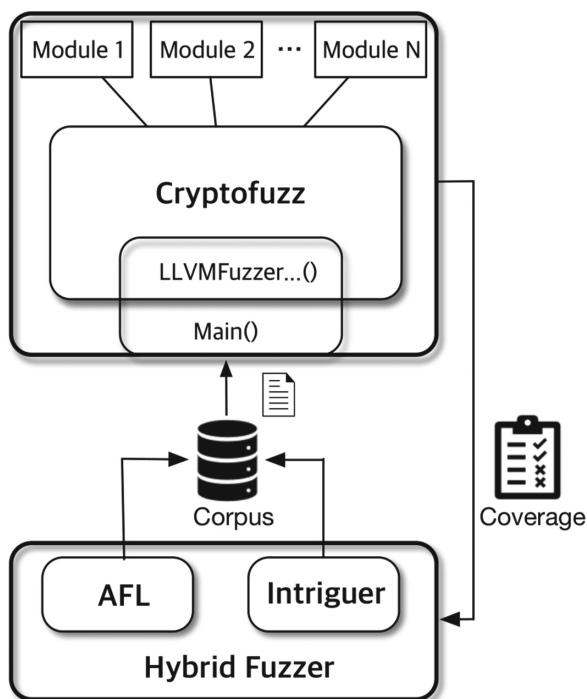 Module 1 Module 2 ··· Module N
Cryptofuzz
LLVMFuzzer...()
Main()
Corpus
Coverage
AFL
Intriguer
Hybrid Fuzzer